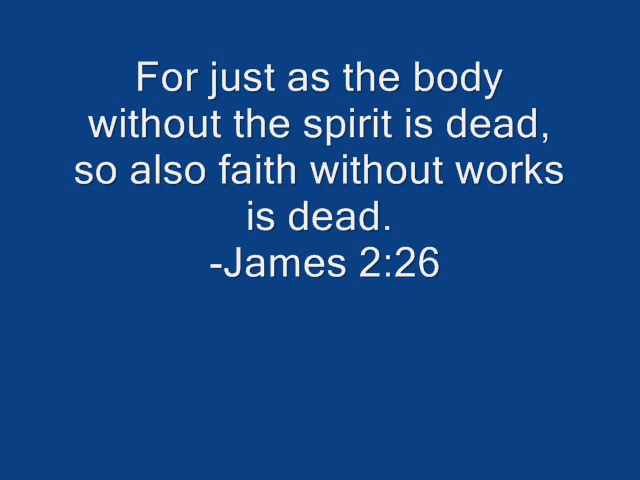 For just as the body
without the spirit is dead,
so also faith without works
is dead.
-James 2:26